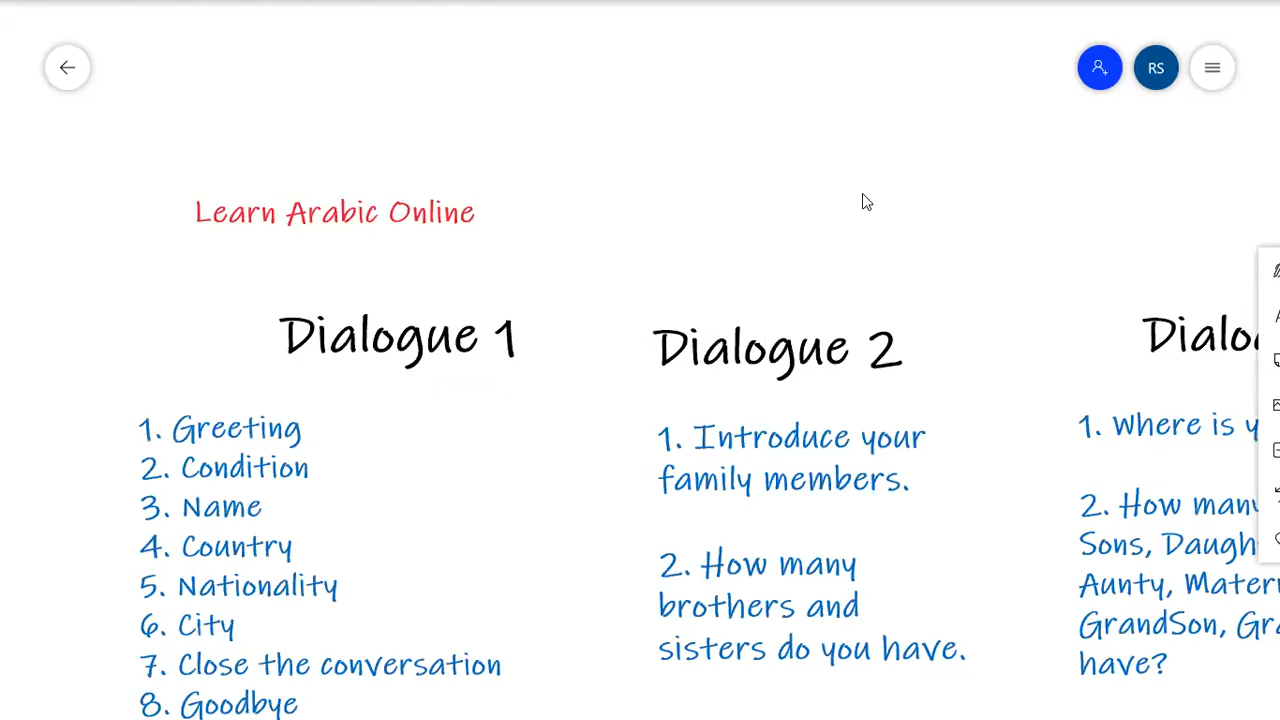 RS
Learn Arabic Online
Dialogue 1
1. Greeting
2. Condition
3. Name
4. Country
5. Nationality
6. City
7. Close the conversation
8. Goodbye
Dialogue 2
1. Introduce your
family members.
2. How many
brothers and
sisters do you have.
1. Where is
2. How many
Sons,
Aunty,
GrandSon,
have?